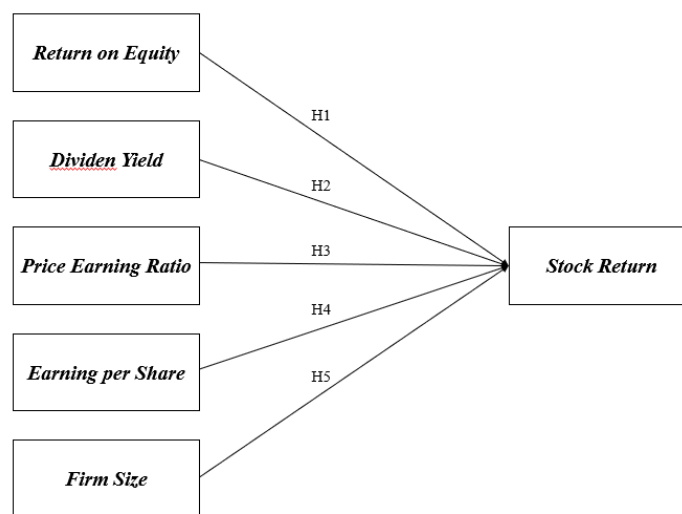 Return on Equity
H1
Dividen Yield
H2
Price Earning Ratio
H3
Stock Return
H4
Earning per Share
H5
Firm Size